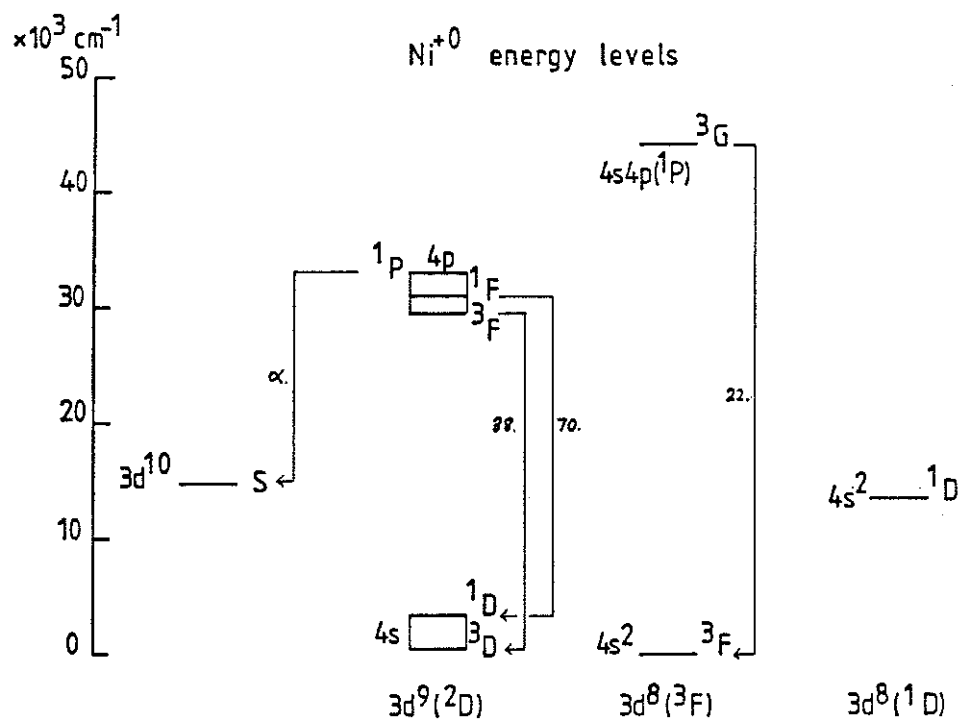 ×10³ cm⁻¹
Ni⁺⁰ energy levels
50
³G
4s4p(¹P)
40
¹P 4p ¹F
³F
30
α. 38. 70. 22.
20
3d¹⁰ S
4s² ¹D
10
¹D
4s ³D
4s² ³F
0
3d⁹(²D) 3d⁸(³F) 3d⁸(¹D)